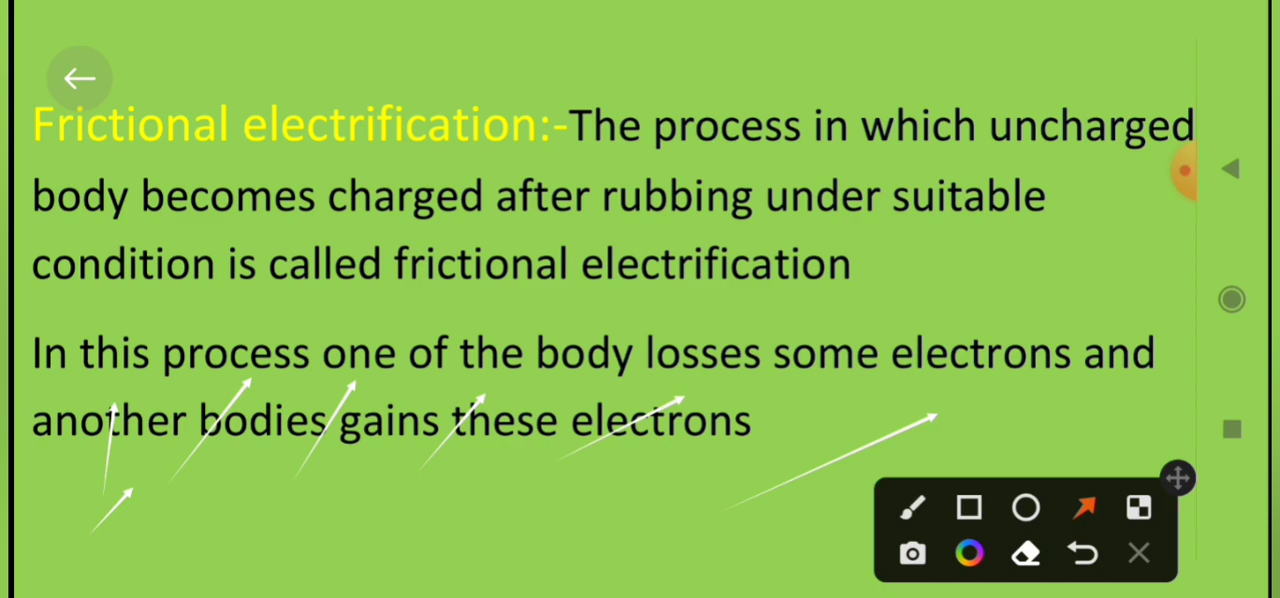 Frictional electrification:-The process in which uncharged
body becomes charged after rubbing under suitable
condition is called frictional electrification
In this process one of the body losses some electrons and
another bodies gains these electrons